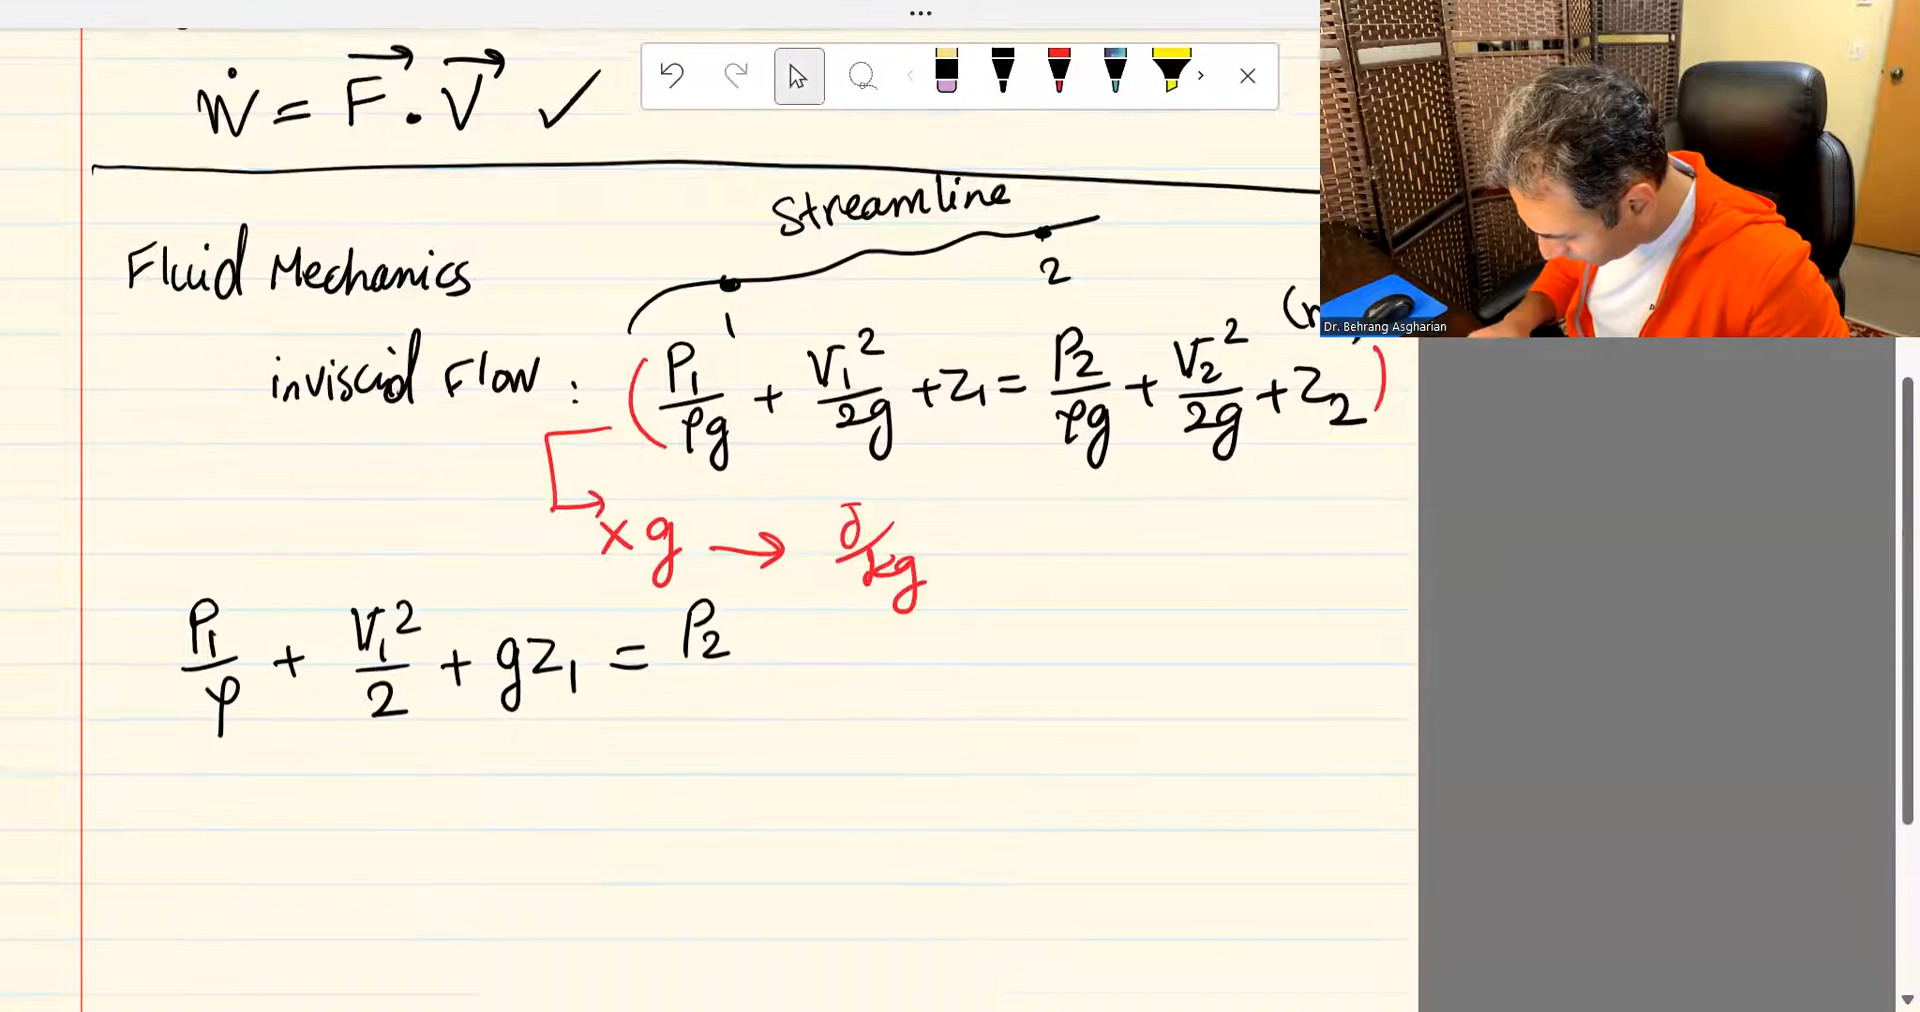 Ẇ = F⃗ . V⃗ ✓
Streamline
Fluid Mechanics
1
2
(
inviscid Flow : (P₁/ρg + V₁²/2g + Z₁ = P₂/ρg + V₂²/2g + Z₂)
× g → J/kg
P₁/ρ + V₁²/2 + gZ₁ = P₂
Dr. Behrang Asgharian